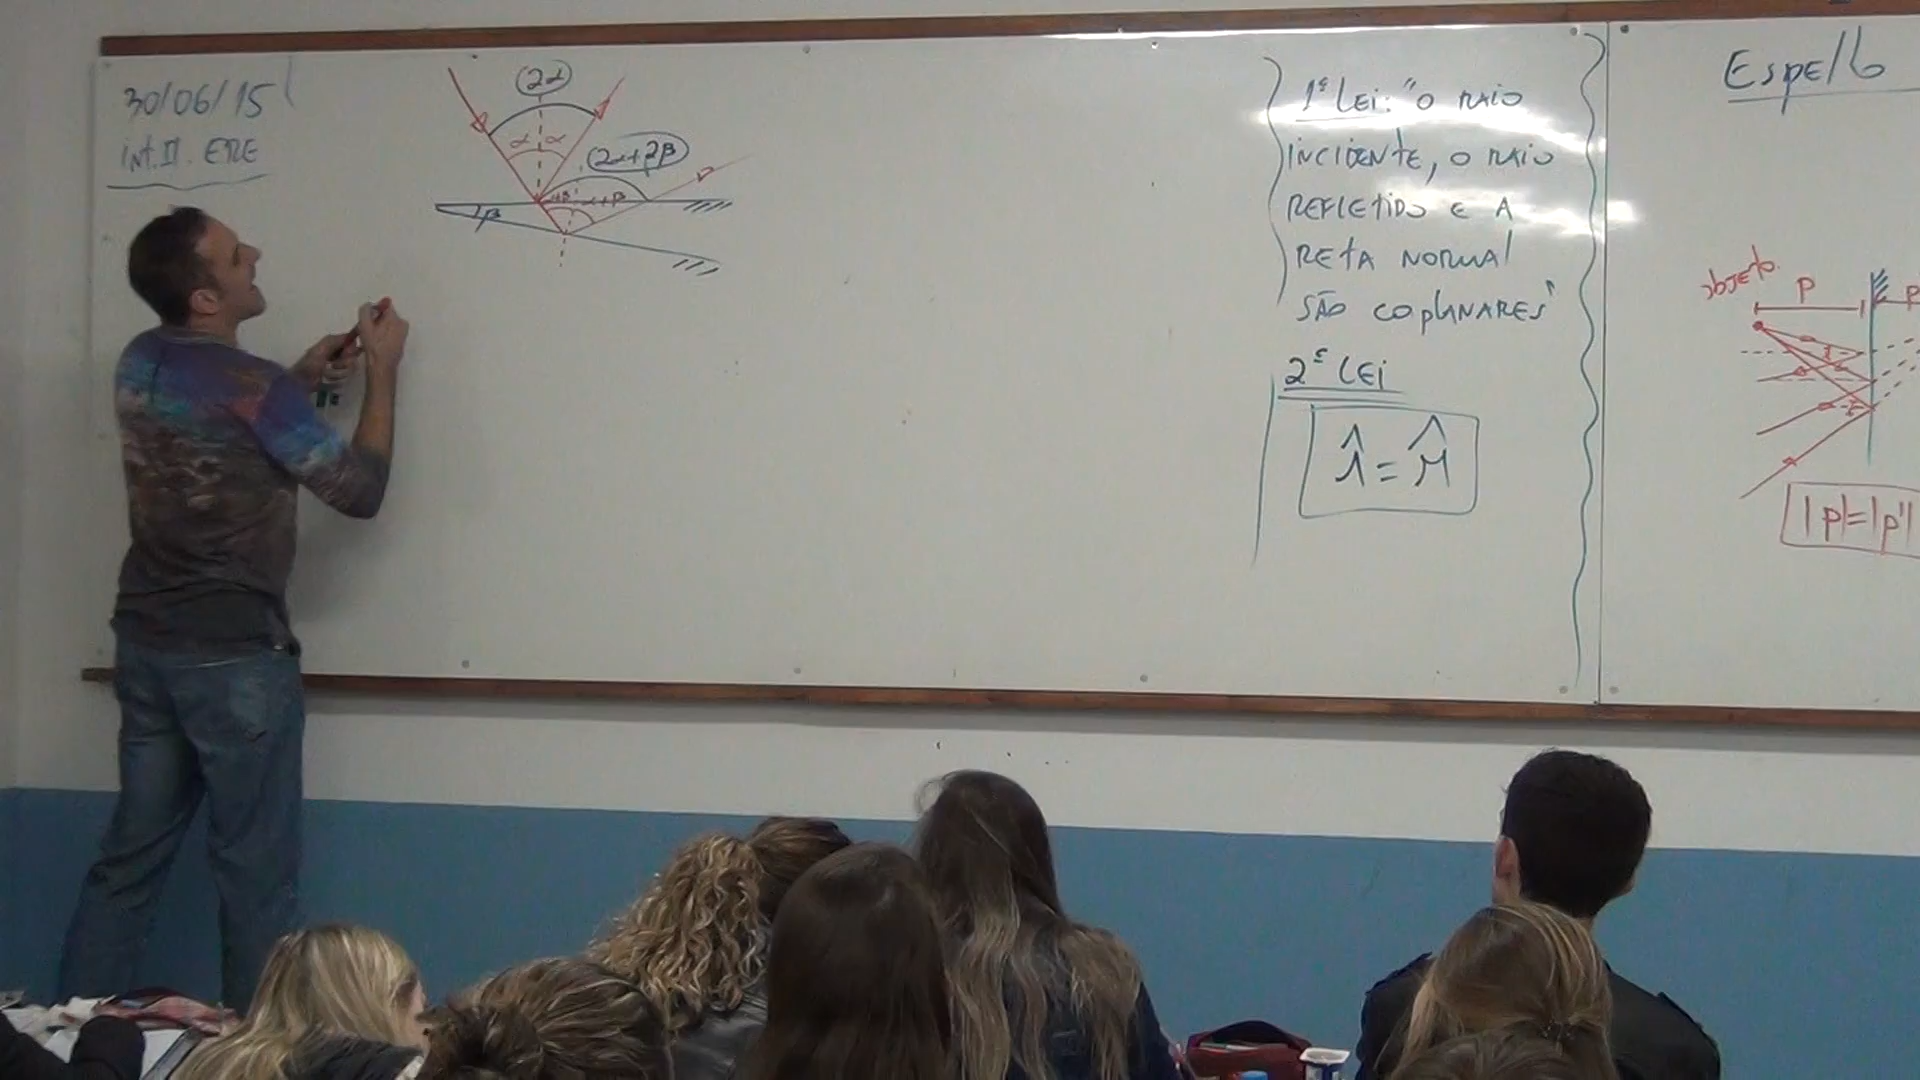 30/06/15
int.II. ERE
(2α)
α α
(2α+2β)
α+β α+β
β
1ª Lei: "O RAIO
INCIDENTE, O RAIO
REFLETIDO E A
RETA NORMAL
SÃO COPLANARES"
2ª LEI
î = r̂
Espelho
objeto
P P
|p|=|p'|